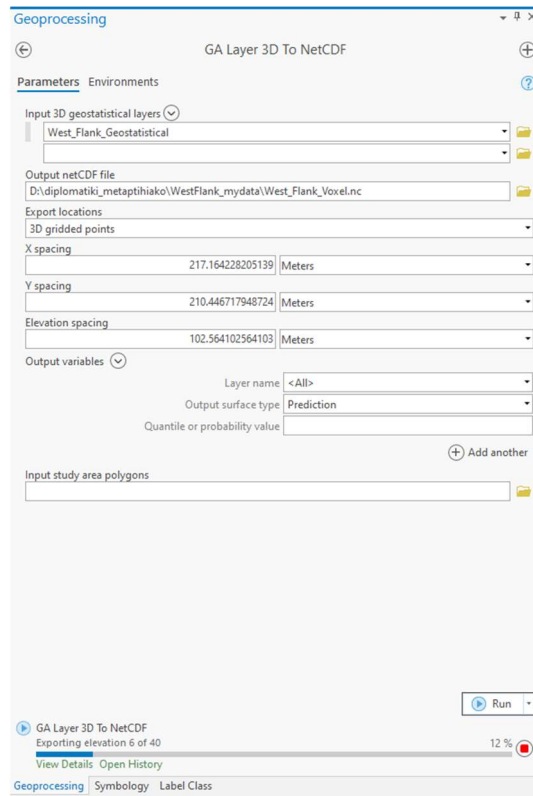 Geoprocessing
GA Layer 3D To NetCDF
Parameters Environments
Input 3D geostatistical layers
West_Flank_Geostatistical
Output netCDF file
D:\diplomatiki_metaptihiako\WestFlank_mydata\West_Flank_Voxel.nc
Export locations
3D gridded points
X spacing
217.164228205139 Meters
Y spacing
210.446717948724 Meters
Elevation spacing
102.564102564103 Meters
Output variables
Layer name <All>
Output surface type Prediction
Quantile or probability value
Add another
Input study area polygons
Run
GA Layer 3D To NetCDF
Exporting elevation 6 of 40 12 %
View Details Open History
Geoprocessing Symbology Label Class